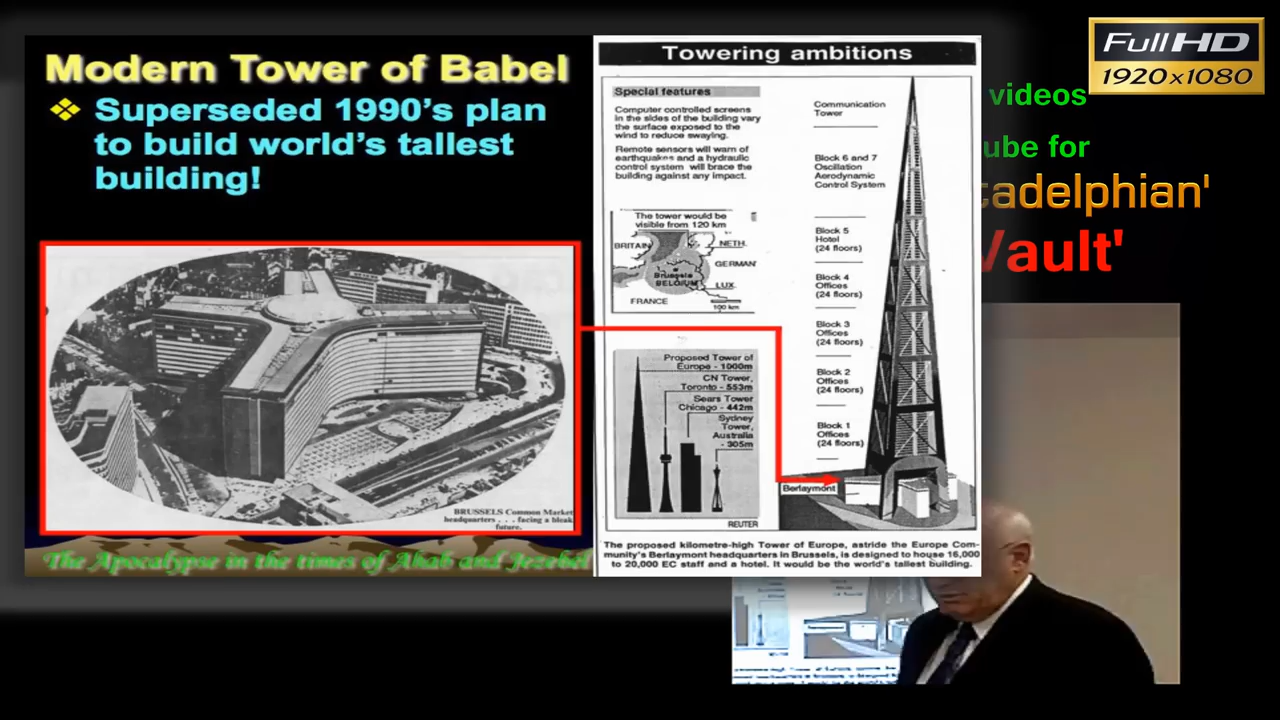 Modern Tower of Babel
Superseded 1990's plan
to build world's tallest
building!
BRUSSELS Common Market
headquarters . . . facing a bleak
future.
The Apocalypse in the times of Ahab and Jezebel
Towering ambitions
Special features
Computer controlled screens
in the sides of the building vary
the surface exposed to the
wind to reduce swaying.
Remote sensors will warn of
earthquakes and a hydraulic
control system will brace the
building against any impact.
The tower would be
visible from 120 km
BRITAIN
NETH.
GERMAN
Brussels
BELGIUM
LUX.
FRANCE
100 km
Proposed Tower of
Europe - 1000m
CN Tower,
Toronto - 553m
Sears Tower
Chicago - 442m
Sydney
Tower,
Australia
- 305m
REUTER
Communication
Tower
Block 6 and 7
Oscillation
Aerodynamic
Control System
Block 5
Hotel
(24 floors)
Block 4
Offices
(24 floors)
Block 3
Offices
(24 floors)
Block 2
Offices
(24 floors)
Block 1
Offices
(24 floors)
Berlaymont
The proposed kilometre-high Tower of Europe, astride the Europe Com-
munity's Berlaymont headquarters in Brussels, is designed to house 15,000
to 20,000 EC staff and a hotel. It would be the world's tallest building.
Full HD
1920x1080
videos
ube for
tadelphian'
Vault'